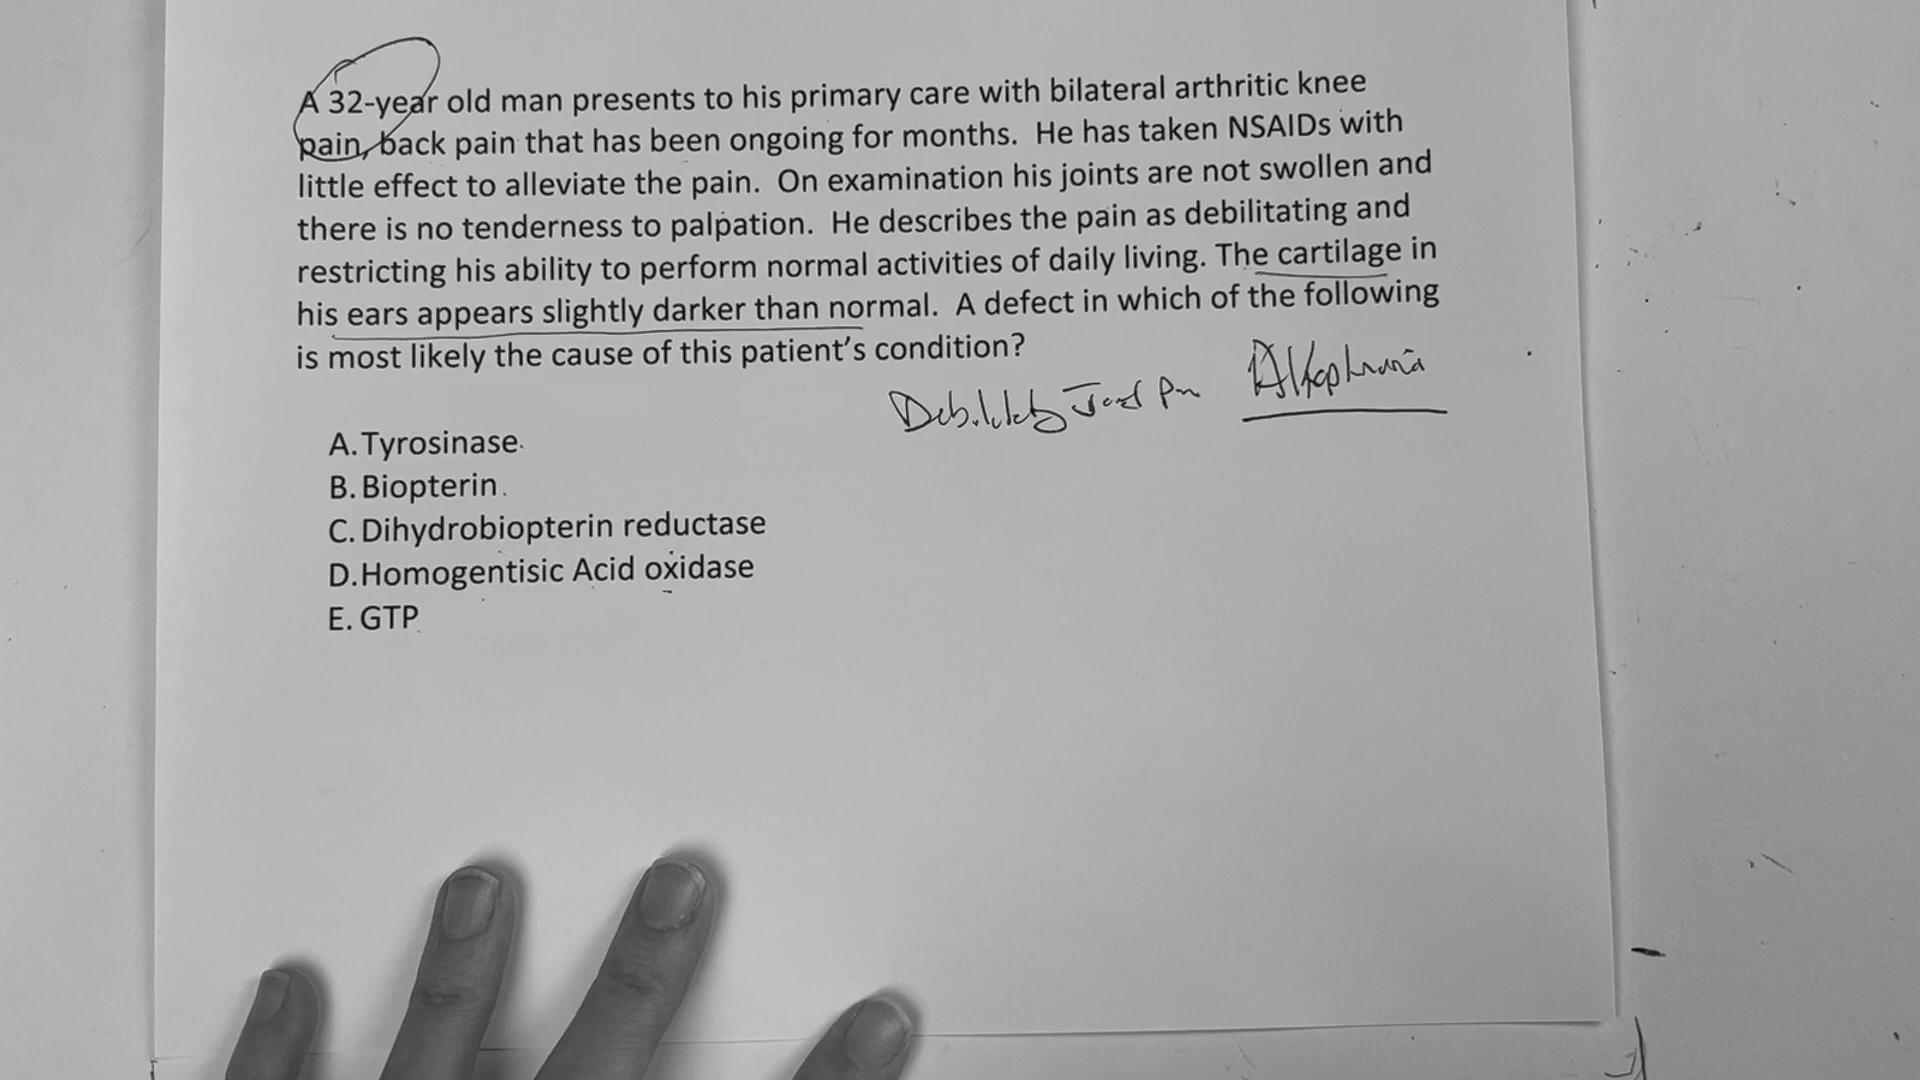 A 32-year old man presents to his primary care with bilateral arthritic knee
pain, back pain that has been ongoing for months. He has taken NSAIDs with
little effect to alleviate the pain. On examination his joints are not swollen and
there is no tenderness to palpation. He describes the pain as debilitating and
restricting his ability to perform normal activities of daily living. The cartilage in
his ears appears slightly darker than normal. A defect in which of the following
is most likely the cause of this patient's condition?
A. Tyrosinase
B. Biopterin
C. Dihydrobiopterin reductase
D. Homogentisic Acid oxidase
E. GTP